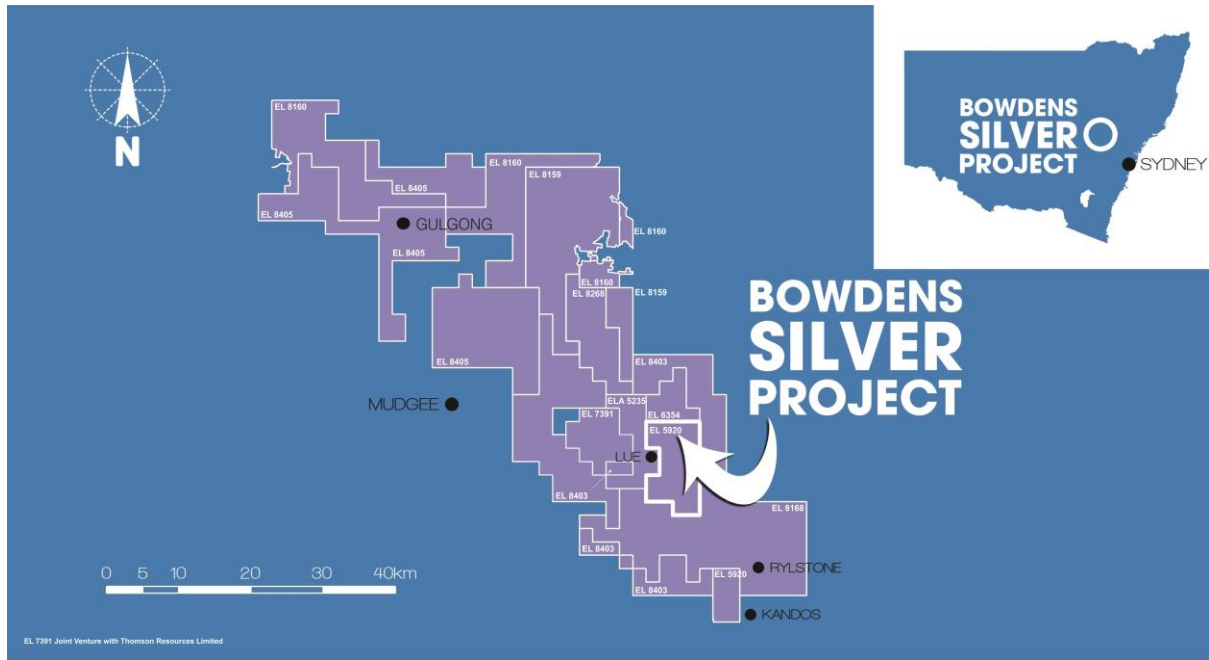 N
BOWDENS
SILVER
PROJECT
SYDNEY
EL 8160
EL 8160
EL 8159
EL 8405
EL 8405
GULGONG
EL 8160
EL 8405
EL 8160
EL 8268
EL 8159
BOWDENS
SILVER
PROJECT
EL 8405
EL 8403
MUDGEE
ELA 5235
EL 7391
EL 6354
EL 5920
LUE
EL 8403
EL 8168
EL 8403
RYLSTONE
EL 5920
EL 8403
KANDOS
0 5 10 20 30 40km
EL 7391 Joint Venture with Thomson Resources Limited